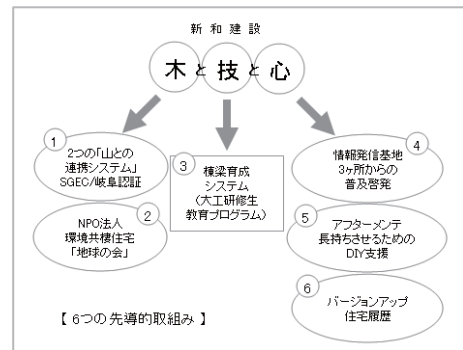 新和建設
木と技と心
1
2つの「山との
連携システム」
SGEC/岐阜認証
2
NPO法人
環境共棲住宅
「地球の会」
3
棟梁育成
システム
(大工研修生
教育プログラム)
4
情報発信基地
3ヶ所からの
普及啓発
5
アフターメンテ
長持ちさせるための
DIY支援
6
バージョンアップ
住宅履歴
【 6つの先導的取組み 】